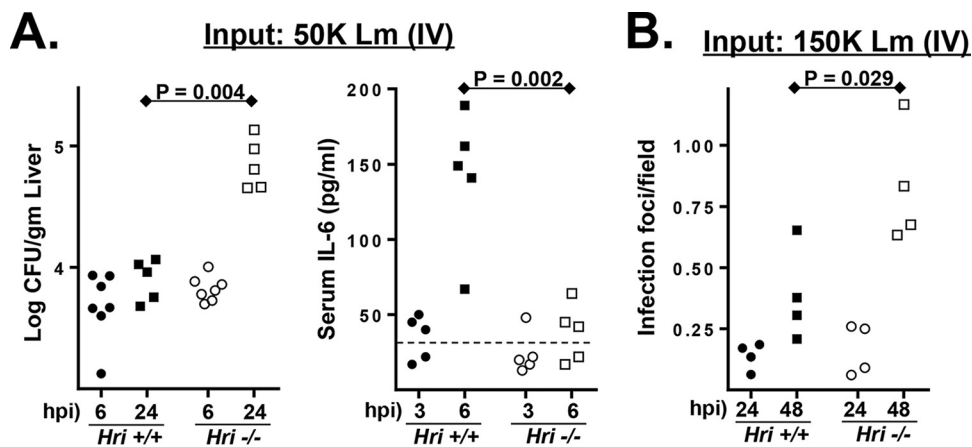 A.
Input: 50K Lm (IV)
P = 0.004
Log CFU/gm Liver
5
4
hpi)
6 24 6 24
Hri +/+ Hri -/-
P = 0.002
Serum IL-6 (pg/ml)
200
150
100
50
hpi)
3 6 3 6
Hri +/+ Hri -/-
B.
Input: 150K Lm (IV)
P = 0.029
Infection foci/field
1.00
0.75
0.50
0.25
hpi)
24 48 24 48
Hri +/+ Hri -/-